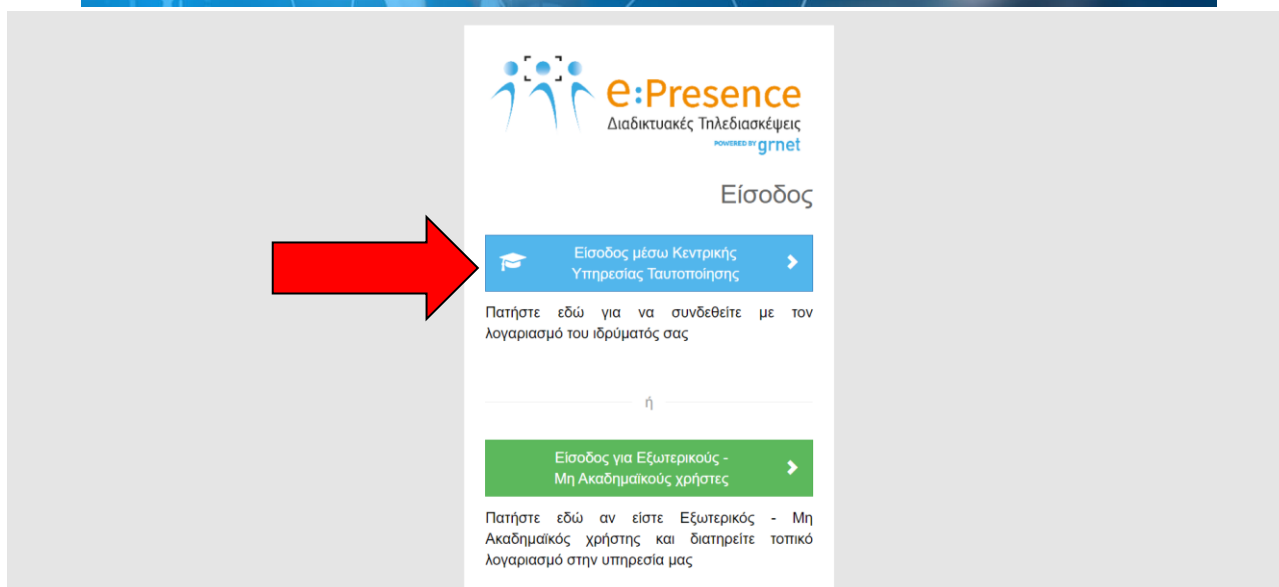 e:Presence
Διαδικτυακές Τηλεδιασκέψεις
POWERED BY grnet
Είσοδος
Είσοδος μέσω Κεντρικής
Υπηρεσίας Ταυτοποίησης
Πατήστε εδώ για να συνδεθείτε με τον
λογαριασμό του ιδρύματός σας
ή
Είσοδος για Εξωτερικούς -
Μη Ακαδημαϊκούς χρήστες
Πατήστε εδώ αν είστε Εξωτερικός - Μη
Ακαδημαϊκός χρήστης και διατηρείτε τοπικό
λογαριασμό στην υπηρεσία μας